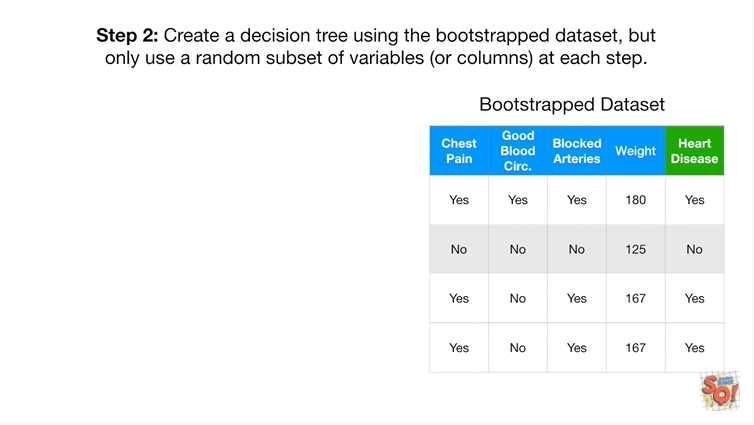 Step 2: Create a decision tree using the bootstrapped dataset, but
only use a random subset of variables (or columns) at each step.
Bootstrapped Dataset
Chest Pain Good Blood Circ. Blocked Arteries Weight Heart Disease
Yes Yes Yes 180 Yes
No No No 125 No
Yes No Yes 167 Yes
Yes No Yes 167 Yes
SQ!